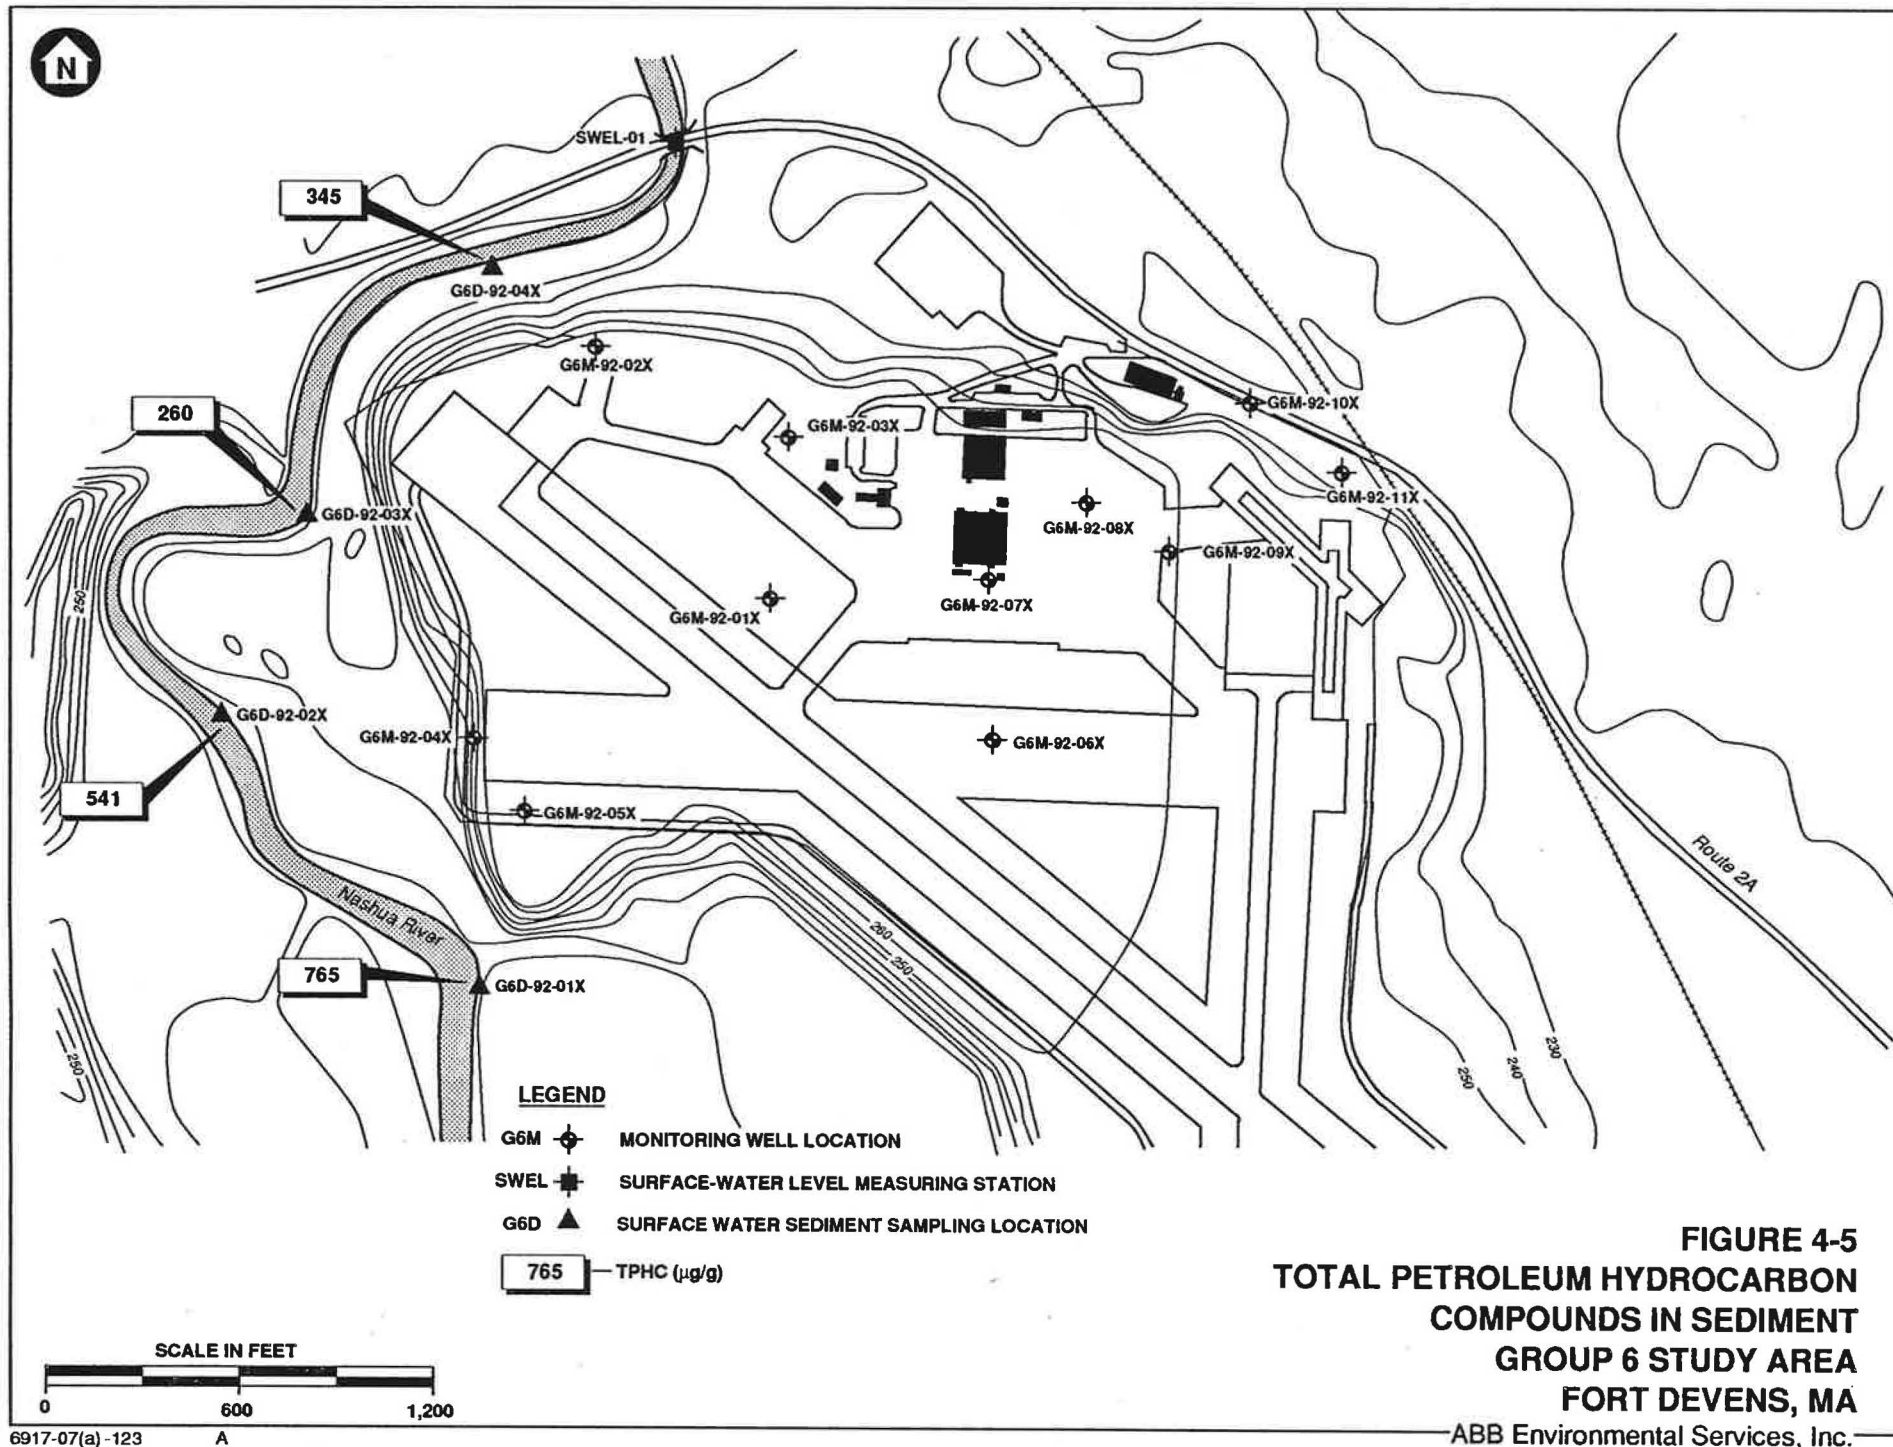 N
SWEL-01
345
G6D-92-04X
G6M-92-02X
260
G6M-92-03X
G6M-92-10X
G6M-92-11X
G6D-92-03X
G6M-92-08X
G6M-92-09X
250
G6M-92-07X
G6M-92-01X
G6D-92-02X
G6M-92-04X
G6M-92-06X
541
G6M-92-05X
Route 2A
Nashua River
260
250
765
G6D-92-01X
250
230
240
250
LEGEND
G6M MONITORING WELL LOCATION
SWEL SURFACE-WATER LEVEL MEASURING STATION
G6D SURFACE WATER SEDIMENT SAMPLING LOCATION
765 TPHC (µg/g)
FIGURE 4-5
TOTAL PETROLEUM HYDROCARBON
COMPOUNDS IN SEDIMENT
GROUP 6 STUDY AREA
FORT DEVENS, MA
SCALE IN FEET
0 600 1,200
6917-07(a)-123 A
ABB Environmental Services, Inc.